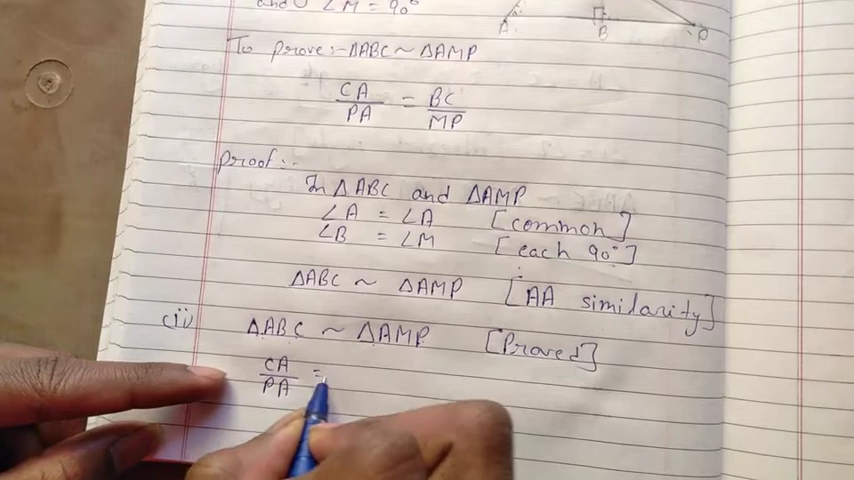 and ∠M = 90°
A
B
P
To prove:- ΔABC ~ ΔAMP
CA/PA = BC/MP
Proof:-
In ΔABC and ΔAMP
∠A = ∠A [common]
∠B = ∠M [each 90°]
ΔABC ~ ΔAMP [AA similarity]
(ii) ΔABC ~ ΔAMP [Proved]
CA/PA =